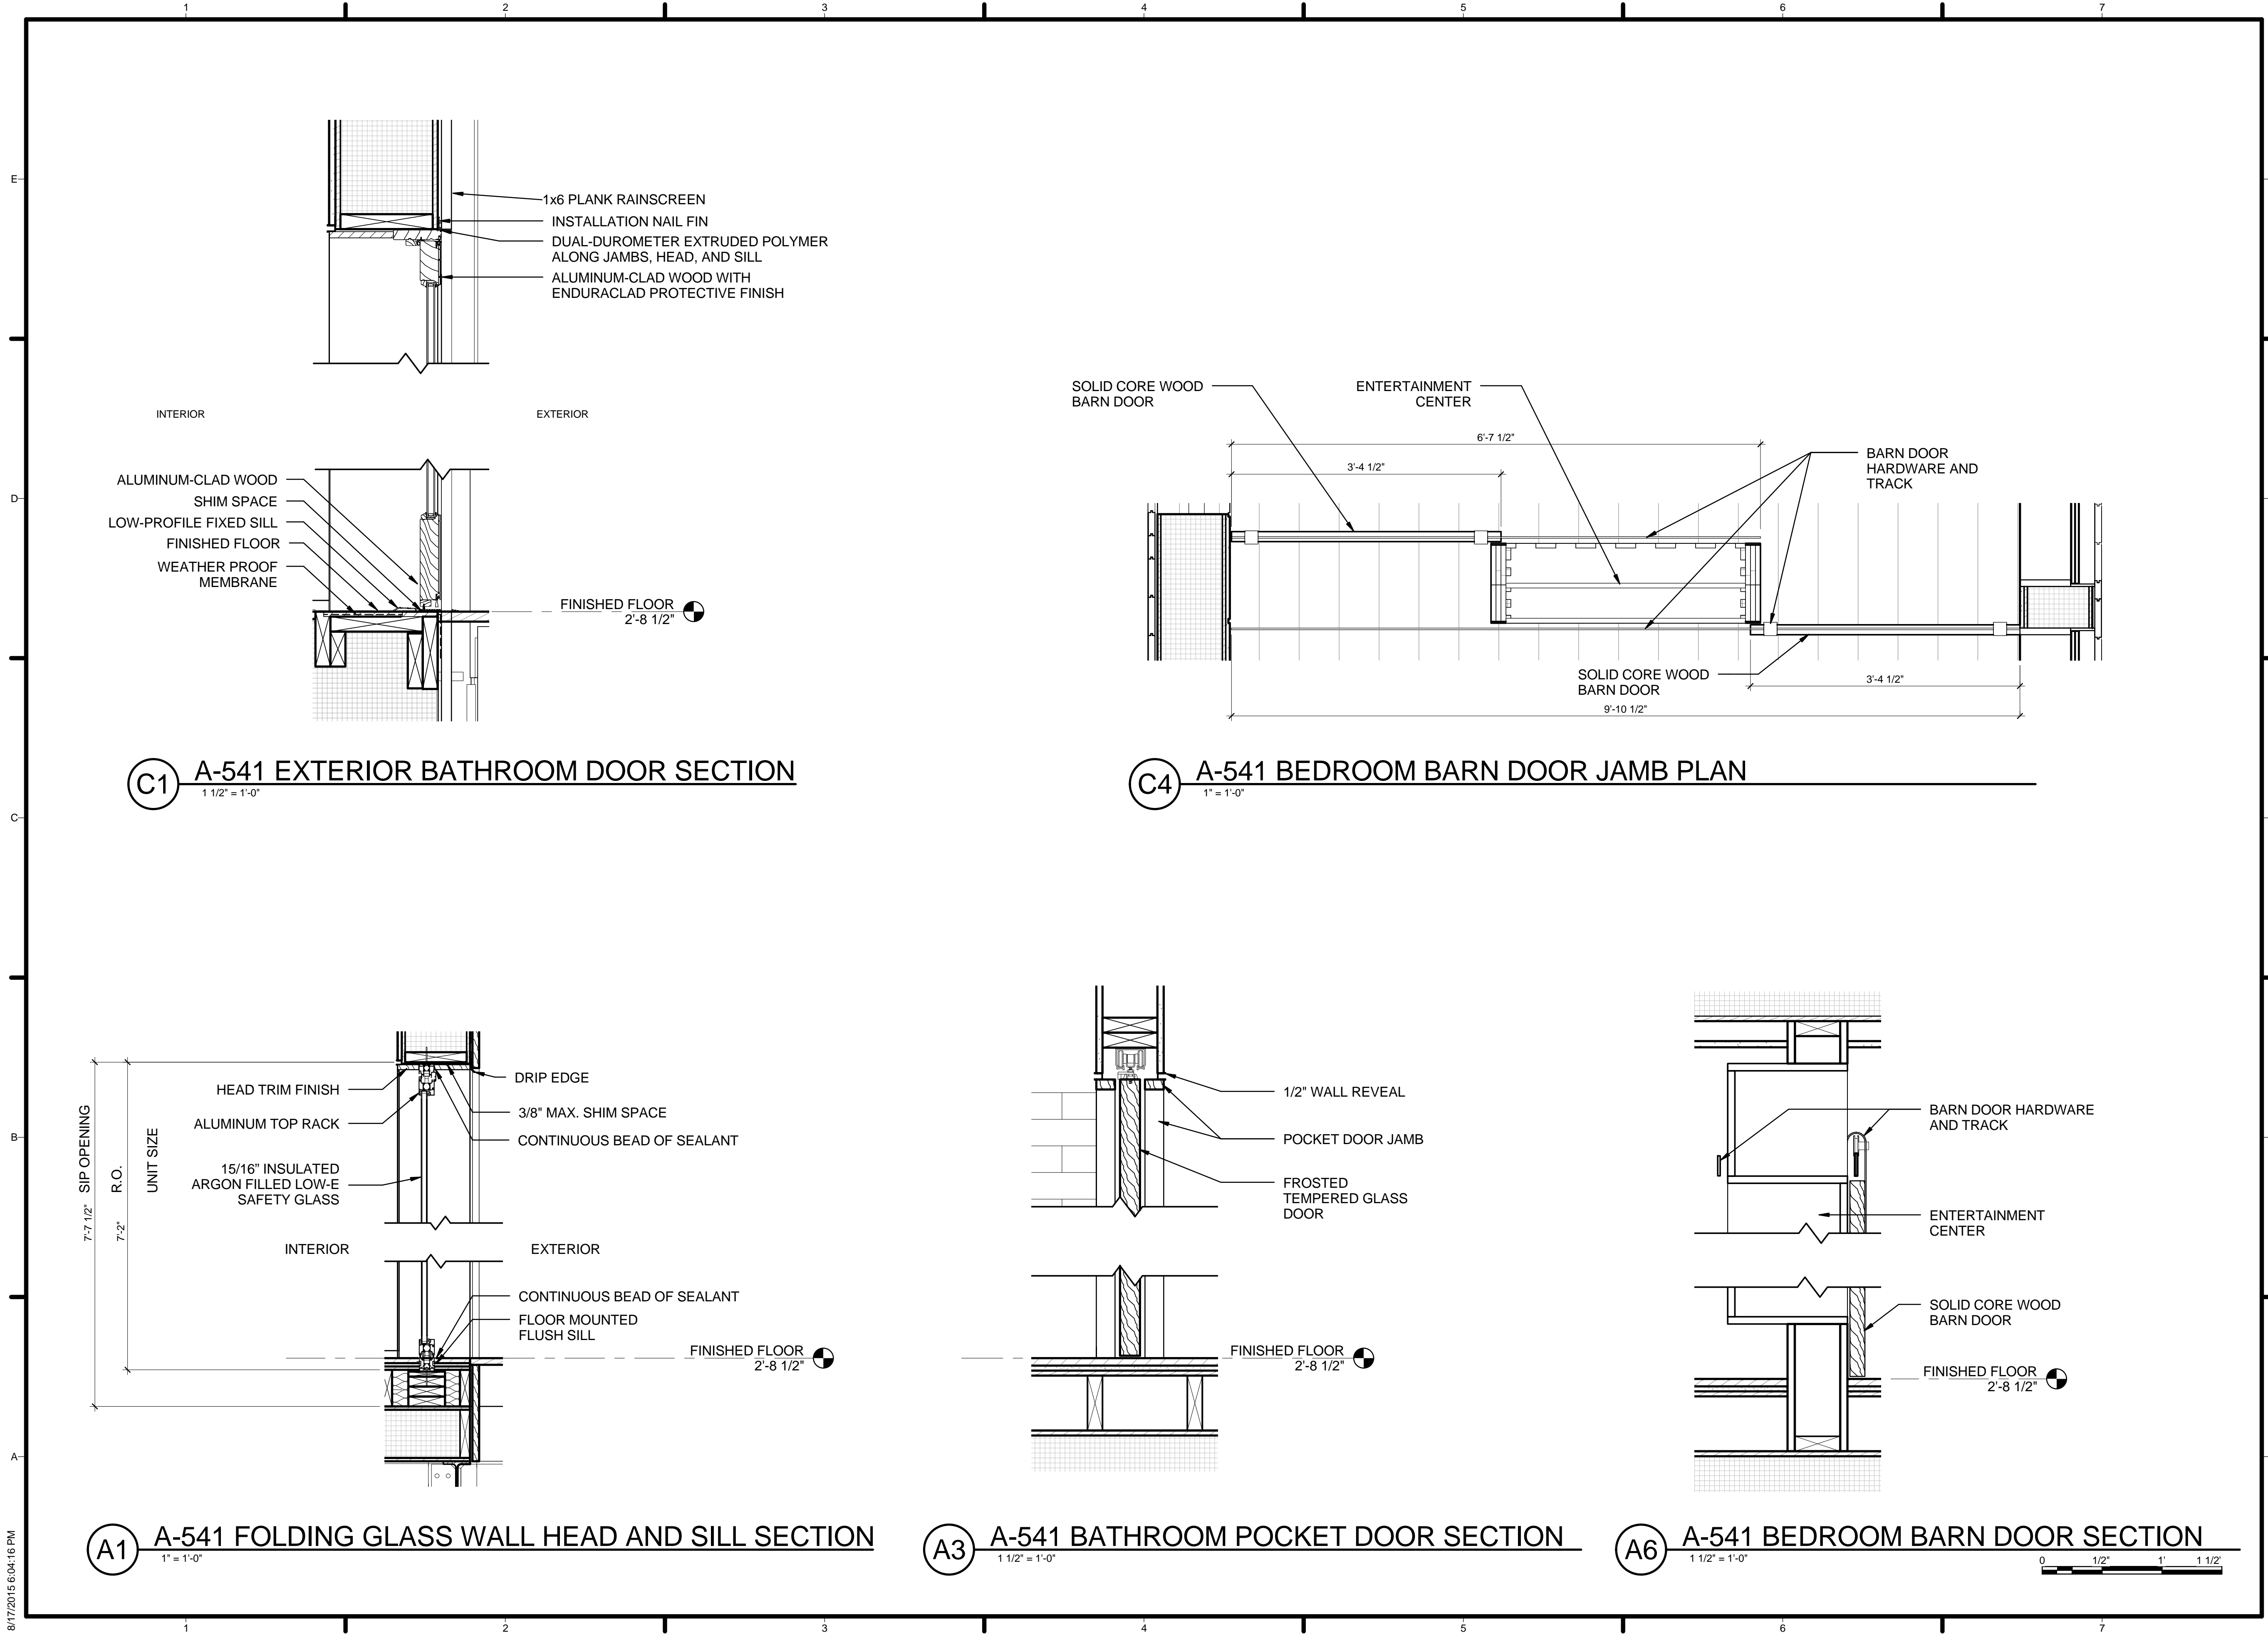 1 2 3 4 5 6 7
E
D
C
B
A
1x6 PLANK RAINSCREEN
INSTALLATION NAIL FIN
DUAL-DUROMETER EXTRUDED POLYMER
ALONG JAMBS, HEAD, AND SILL
ALUMINUM-CLAD WOOD WITH
ENDURACLAD PROTECTIVE FINISH
INTERIOR
EXTERIOR
ALUMINUM-CLAD WOOD
SHIM SPACE
LOW-PROFILE FIXED SILL
FINISHED FLOOR
WEATHER PROOF
MEMBRANE
FINISHED FLOOR
2'-8 1/2"
C1
A-541 EXTERIOR BATHROOM DOOR SECTION
1 1/2" = 1'-0"
SOLID CORE WOOD
BARN DOOR
ENTERTAINMENT
CENTER
6'-7 1/2"
3'-4 1/2"
BARN DOOR
HARDWARE AND
TRACK
SOLID CORE WOOD
BARN DOOR
3'-4 1/2"
9'-10 1/2"
C4
A-541 BEDROOM BARN DOOR JAMB PLAN
1" = 1'-0"
7'-7 1/2" SIP OPENING
7'-2" R.O.
UNIT SIZE
HEAD TRIM FINISH
ALUMINUM TOP RACK
15/16" INSULATED
ARGON FILLED LOW-E
SAFETY GLASS
DRIP EDGE
3/8" MAX. SHIM SPACE
CONTINUOUS BEAD OF SEALANT
INTERIOR
EXTERIOR
CONTINUOUS BEAD OF SEALANT
FLOOR MOUNTED
FLUSH SILL
FINISHED FLOOR
2'-8 1/2"
A1
A-541 FOLDING GLASS WALL HEAD AND SILL SECTION
1" = 1'-0"
1/2" WALL REVEAL
POCKET DOOR JAMB
FROSTED
TEMPERED GLASS
DOOR
FINISHED FLOOR
2'-8 1/2"
A3
A-541 BATHROOM POCKET DOOR SECTION
1 1/2" = 1'-0"
BARN DOOR HARDWARE
AND TRACK
ENTERTAINMENT
CENTER
SOLID CORE WOOD
BARN DOOR
FINISHED FLOOR
2'-8 1/2"
A6
A-541 BEDROOM BARN DOOR SECTION
1 1/2" = 1'-0"
0 1/2" 1' 1 1/2'
8/17/2015 6:04:16 PM
1 2 3 4 5 6 7